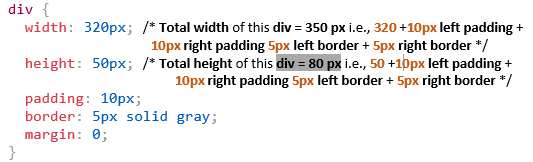 div {
width: 320px; /* Total width of this div = 350 px i.e., 320 +10px left padding +
10px right padding 5px left border + 5px right border */
height: 50px; /* Total height of this div = 80 px i.e., 50 +10px left padding +
10px right padding 5px left border + 5px right border */
padding: 10px;
border: 5px solid gray;
margin: 0;
}